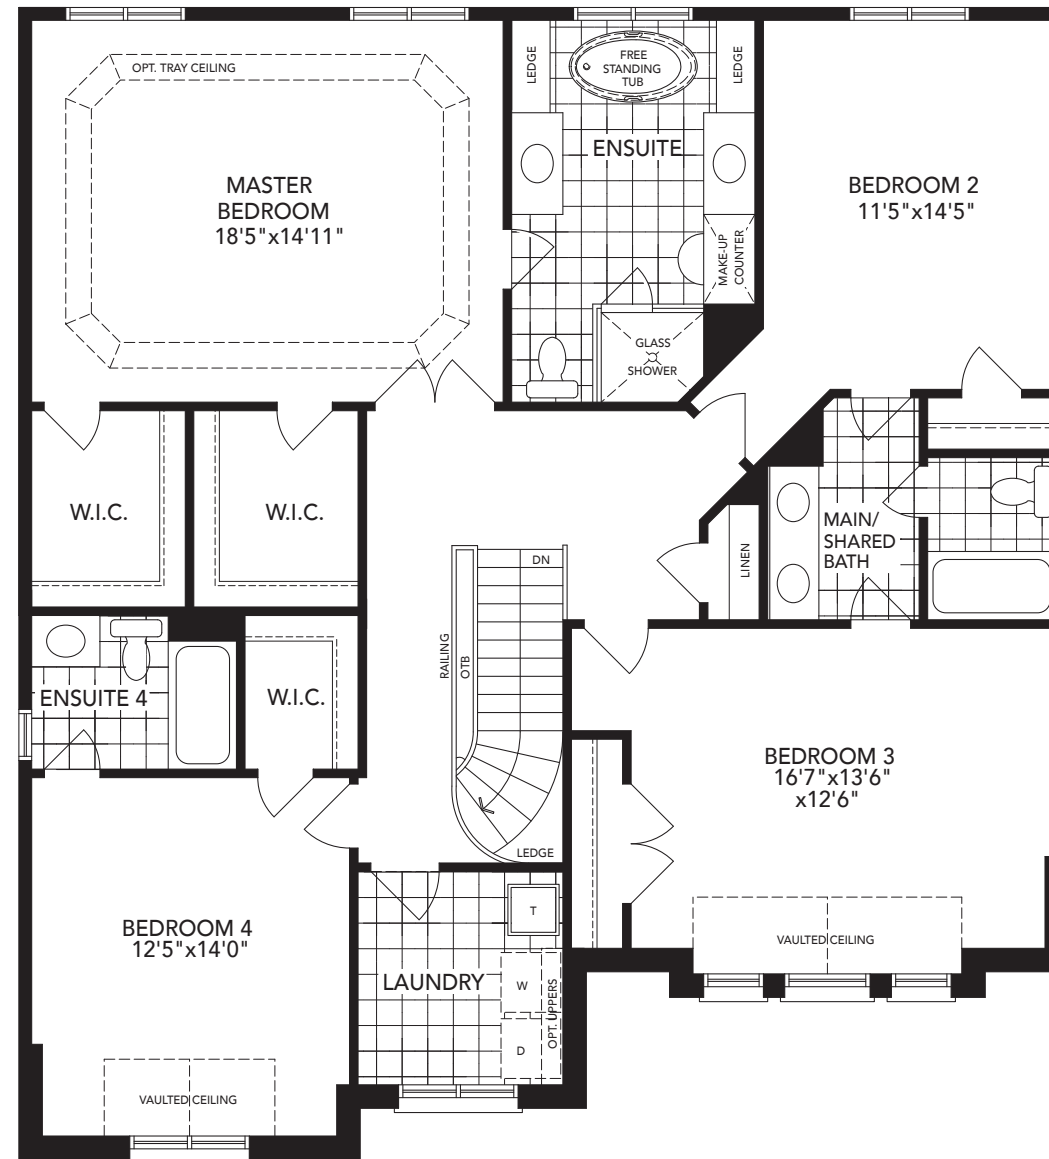 OPT. TRAY CEILING
MASTER
BEDROOM
18'5"x14'11"
LEDGE
FREE
STANDING
TUB
LEDGE
ENSUITE
MAKE-UP
COUNTER
GLASS
SHOWER
BEDROOM 2
11'5"x14'5"
W.I.C.
W.I.C.
DN
RAILING
OTB
LINEN
MAIN/
SHARED
BATH
ENSUITE 4
W.I.C.
LEDGE
BEDROOM 3
16'7"x13'6"
x12'6"
BEDROOM 4
12'5"x14'0"
VAULTED CEILING
T
LAUNDRY
W
D
OPT. UPPERS
VAULTED CEILING